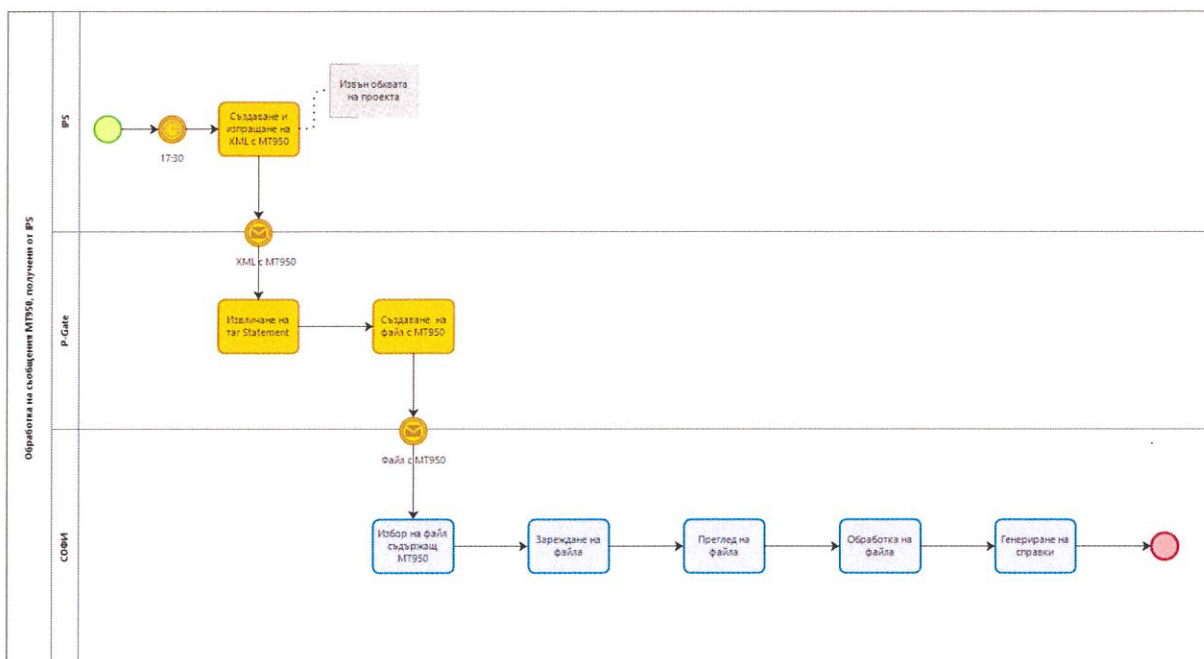 Обработка на съобщения MT950, получени от IPS
IPS
17:30
Създаване и
изпращане на
XML с MT950
Извън обхвата
на проекта
XML с MT950
P-Gate
Извличане на
таг Statement
Създаване на
файл с MT950
Файл с MT950
СОФИ
Избор на файл
съдържащ
MT950
Зареждане на
файла
Преглед на
файла
Обработка на
файла
Генериране на
справки